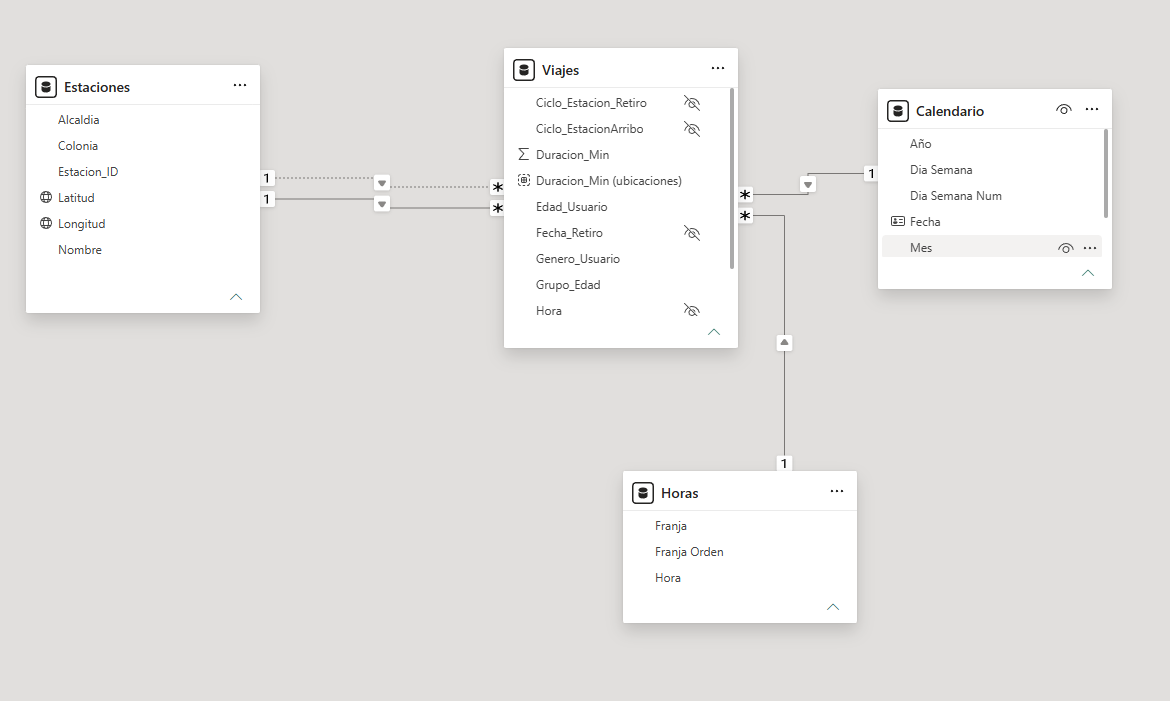 Estaciones
Alcaldia
Colonia
Estacion_ID
Latitud
Longitud
Nombre
1
1
*
*
Viajes
Ciclo_Estacion_Retiro
Ciclo_EstacionArribo
Duracion_Min
Duracion_Min (ubicaciones)
Edad_Usuario
Fecha_Retiro
Genero_Usuario
Grupo_Edad
Hora
*
*
1
1
Calendario
Año
Dia Semana
Dia Semana Num
Fecha
Mes
Horas
Franja
Franja Orden
Hora